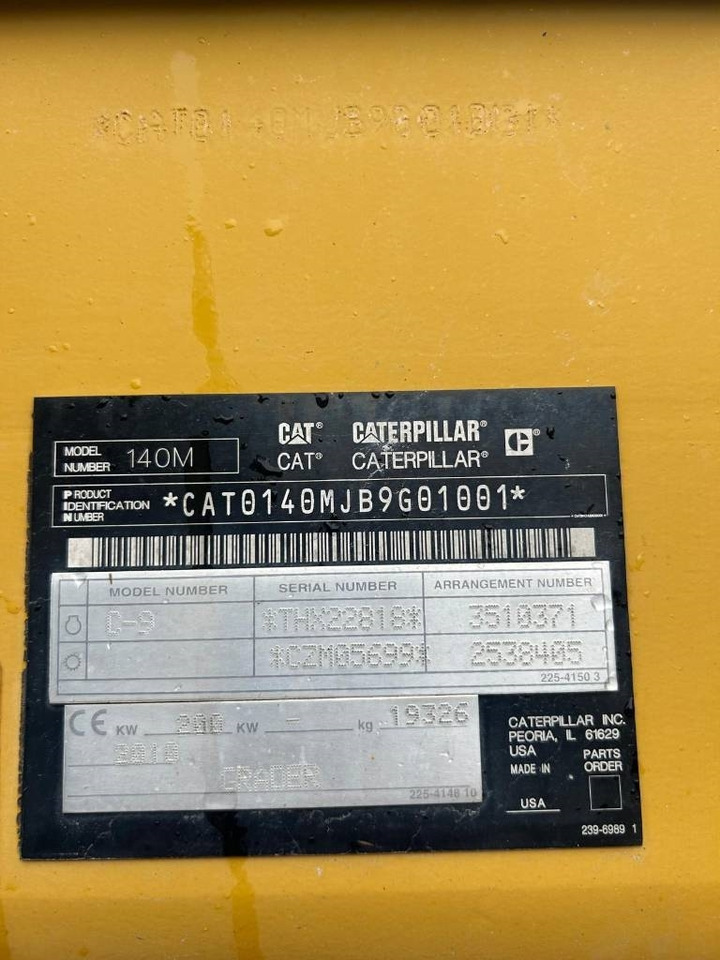 CAT® CATERPILLAR® C®
CAT® CATERPILLAR®
MODEL NUMBER 140M
PRODUCT IDENTIFICATION NUMBER *CAT0140MJB9G01001*
MODEL NUMBER SERIAL NUMBER ARRANGEMENT NUMBER
C-9 *THX22818* 3510371
*CZM05699* 2538405
225-4150 3
CE KW 200 KW - kg 19326
2010
GRADER
225-4148 10
CATERPILLAR INC.
PEORIA, IL 61629
USA
MADE IN USA
PARTS ORDER
239-6989 1